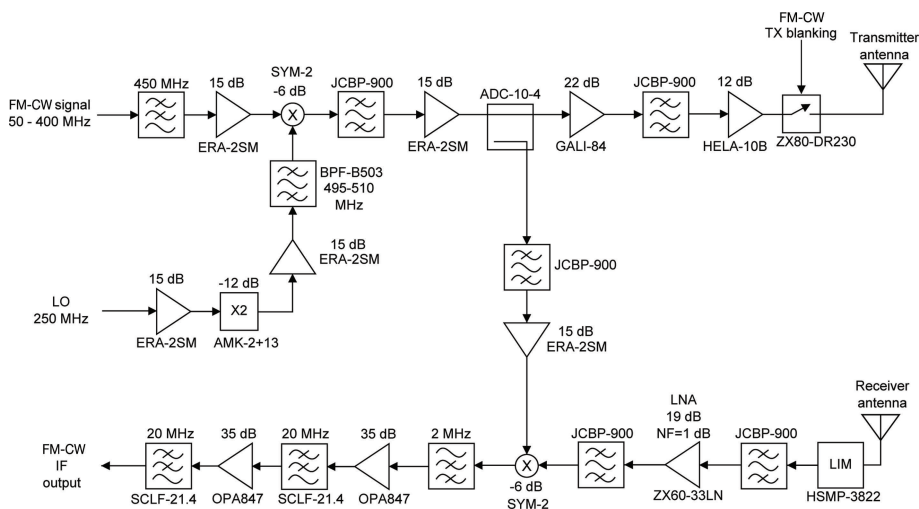 FM-CW signal
50 - 400 MHz
450 MHz
15 dB
ERA-2SM
SYM-2
-6 dB
X
JCBP-900
15 dB
ERA-2SM
ADC-10-4
22 dB
GALI-84
JCBP-900
12 dB
HELA-10B
FM-CW
TX blanking
ZX80-DR230
Transmitter
antenna
BPF-B503
495-510
MHz
15 dB
ERA-2SM
LO
250 MHz
15 dB
ERA-2SM
-12 dB
X2
AMK-2+13
JCBP-900
15 dB
ERA-2SM
Receiver
antenna
LIM
HSMP-3822
JCBP-900
LNA
19 dB
NF=1 dB
ZX60-33LN
JCBP-900
X
-6 dB
SYM-2
2 MHz
35 dB
OPA847
20 MHz
SCLF-21.4
35 dB
OPA847
20 MHz
SCLF-21.4
FM-CW
IF
output